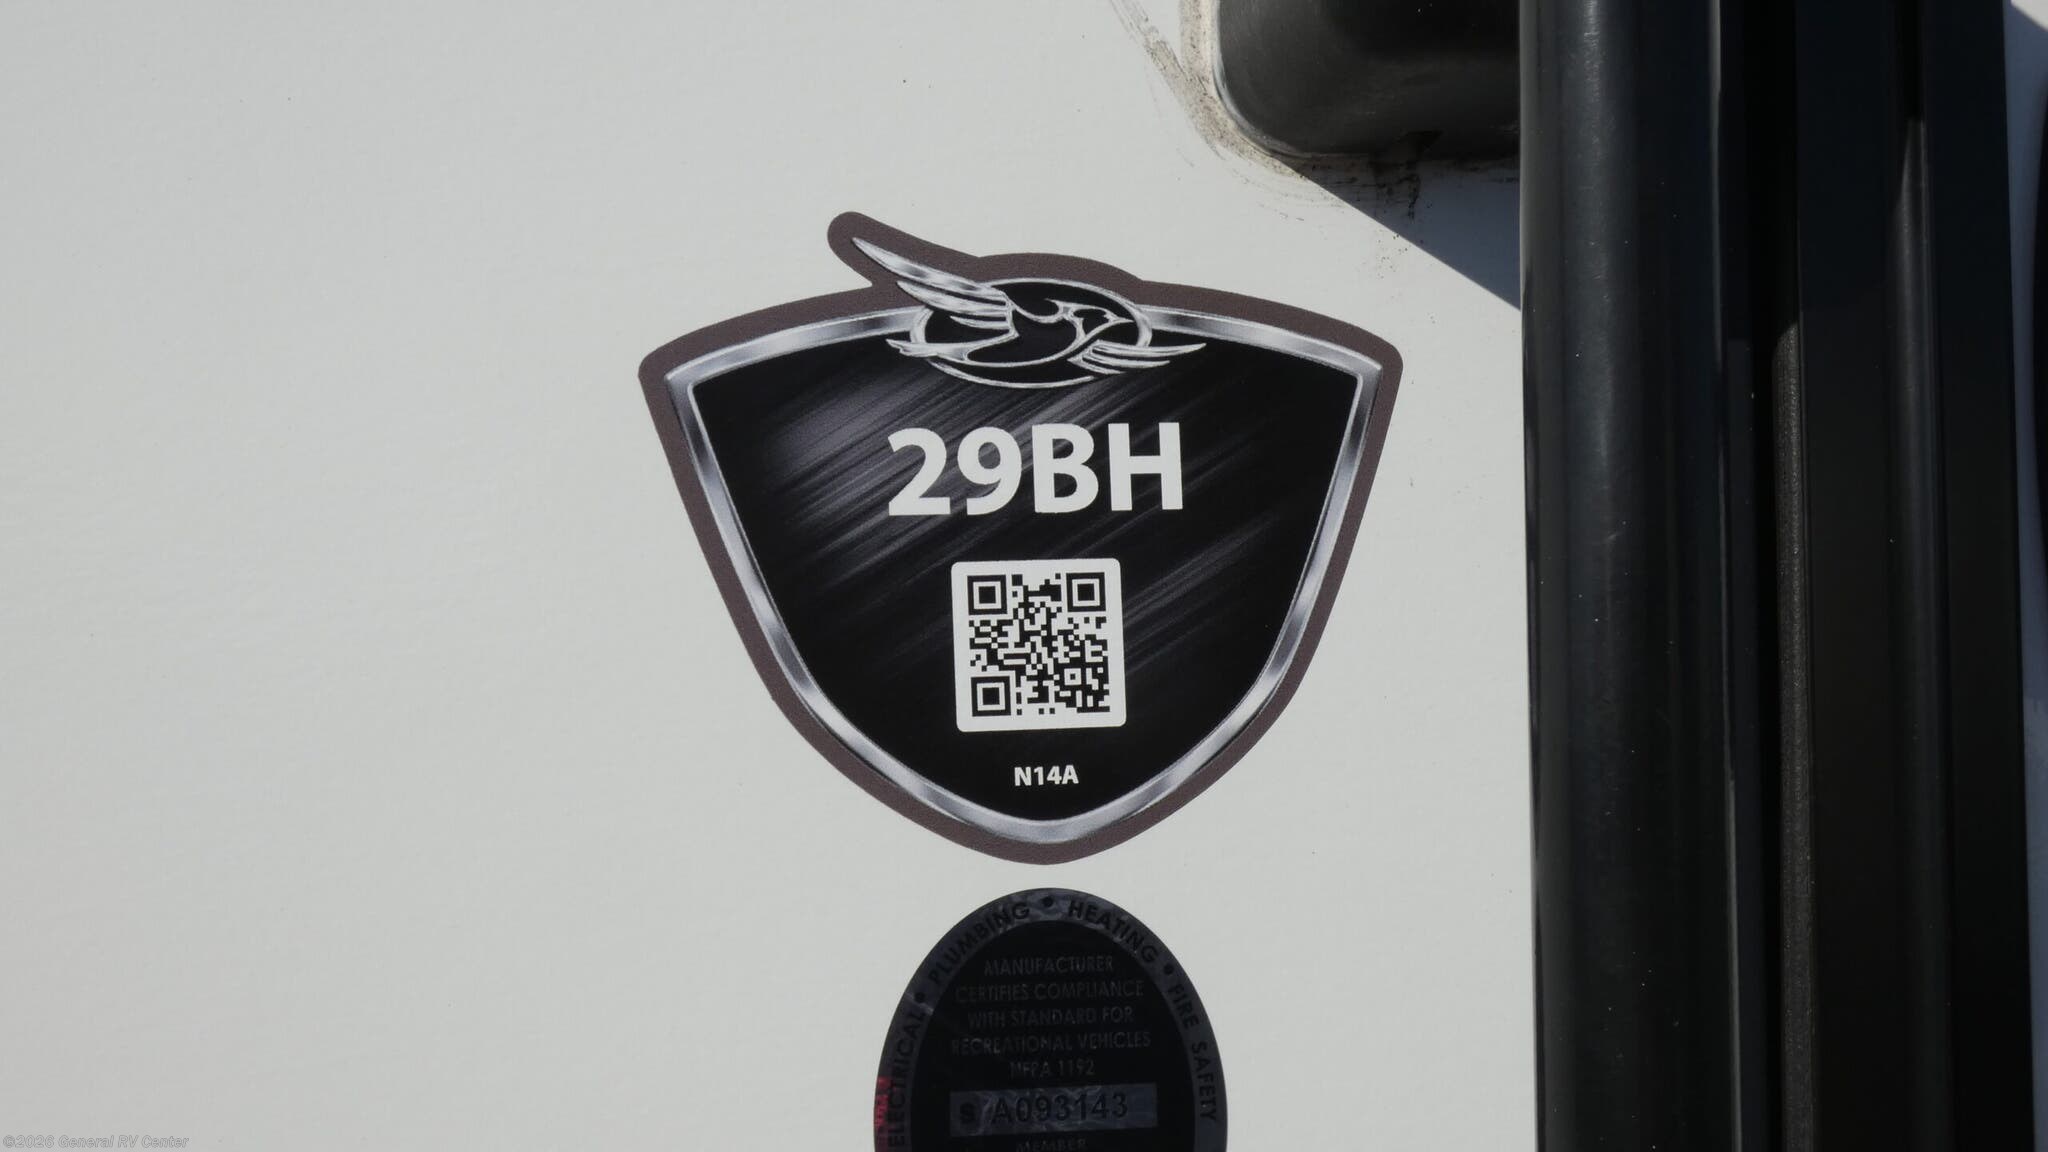 29BH
N14A
ELECTRICAL • PLUMBING • HEATING • FIRE SAFETY
MANUFACTURER
CERTIFIES COMPLIANCE
WITH STANDARD FOR
RECREATIONAL VEHICLES
NFPA 1192
S A093143
MEMBER
©2026 General RV Center